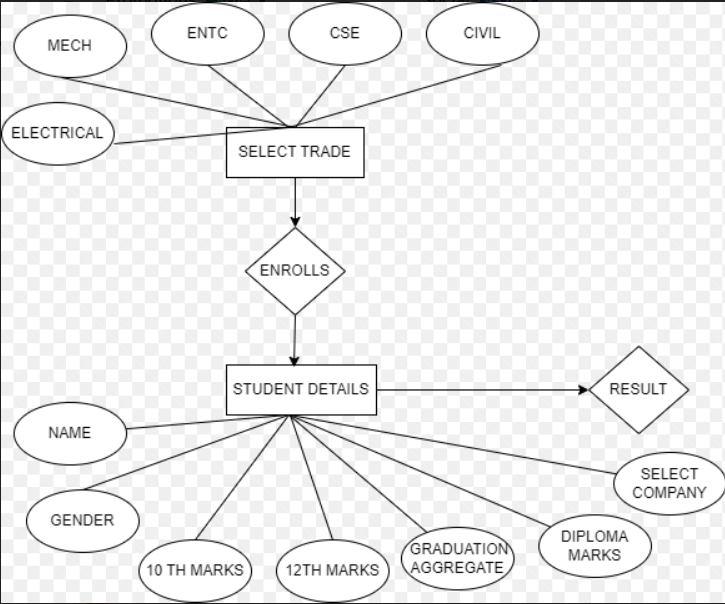 MECH
ENTC
CSE
CIVIL
ELECTRICAL
SELECT TRADE
ENROLLS
STUDENT DETAILS
RESULT
NAME
GENDER
10 TH MARKS
12TH MARKS
GRADUATION
AGGREGATE
DIPLOMA
MARKS
SELECT
COMPANY